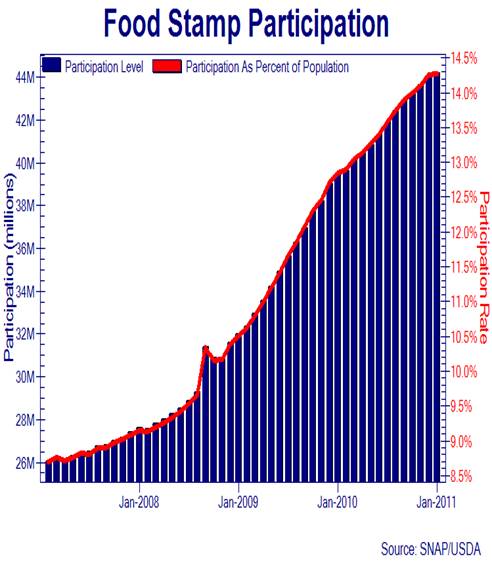 Food Stamp Participation
Participation Level
Participation As Percent of Population
44M
42M
40M
38M
36M
34M
32M
30M
28M
26M
Participation (millions)
14.5%
14.0%
13.5%
13.0%
12.5%
12.0%
11.5%
11.0%
10.5%
10.0%
9.5%
9.0%
8.5%
Participation Rate
Jan-2008
Jan-2009
Jan-2010
Jan-2011
Source: SNAP/USDA